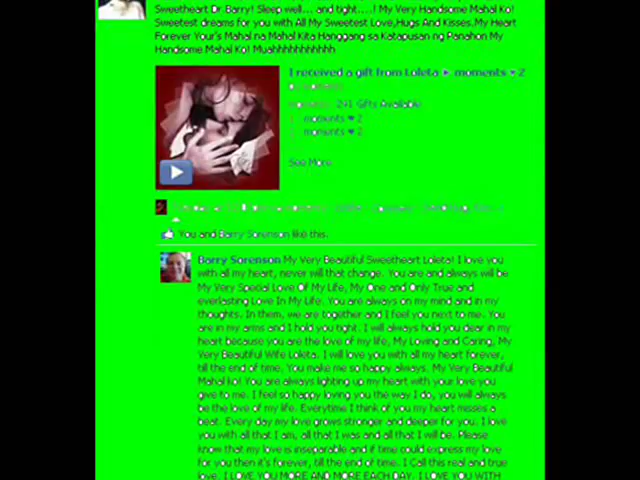 Sweetheart Dr Barry! Sleep well... and tight....! My Very Handsome Mahal Ko!
Sweetest dreams for you with All My Sweetest Love,Hugs And Kisses.My Heart
Forever Your's Mahal na Mahal Kita Hanggang sa Katapusan ng Panahon My
Handsome Mahal Ko! Muahhhhhhhhhhh
I received a gift from Loleta ► moments ♥ 2
241 Gifts Available
moments ♥ 2
moments ♥ 2
See More
You and Barry Sorenson like this.
Barry Sorenson My Very Beautiful Sweetheart Loleta! I love you
with all my heart, never will that change. You are and always will be
My Very Special Love Of My Life, My One and Only True and
everlasting Love In My Life. You are always on my mind and in my
thoughts. In them, we are together and I feel you next to me. You
are in my arms and I hold you tight. I will always hold you dear in my
heart because you are the love of my life, My Loving and Caring, My
Very Beautiful Wife Loleta. I will love you with all my heart forever,
till the end of time. You make me so happy always. My Very Beautiful
Mahal ko! You are always lighting up my heart with your love you
give to me. I feel so happy loving you the way I do, you will always
be the love of my life. Everytime I think of you my heart misses a
beat. Every day my love grows stronger and deeper for you. I love
you with all that I am, all that I was and all that I will be. Please
know that my love is inseparable and if time could express my love
for you then it's forever, till the end of time. I Call this real and true
love. I LOVE YOU MORE AND MORE EACH DAY. I LOVE YOU WITH